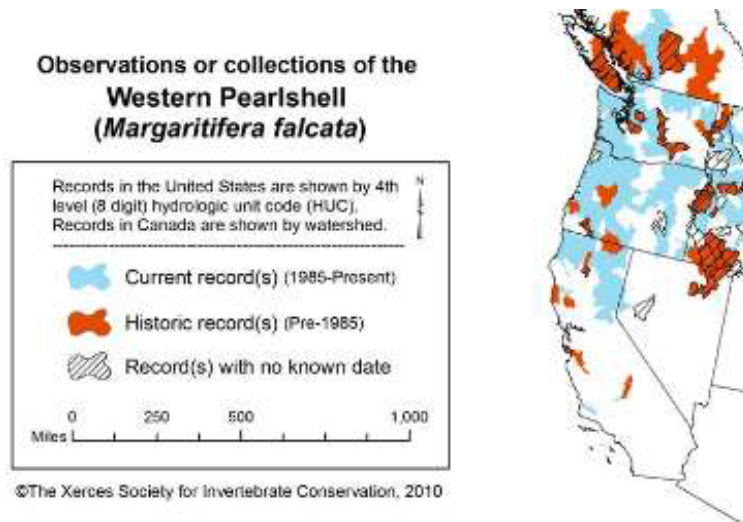 Observations or collections of the
Western Pearlshell
(Margaritifera falcata)
Records in the United States are shown by 4th
level (8 digit) hydrologic unit code (HUC).
Records in Canada are shown by watershed.
N
Current record(s) (1985-Present)
Historic record(s) (Pre-1985)
Record(s) with no known date
0 250 500 1,000
Miles
©The Xerces Society for Invertebrate Conservation, 2010